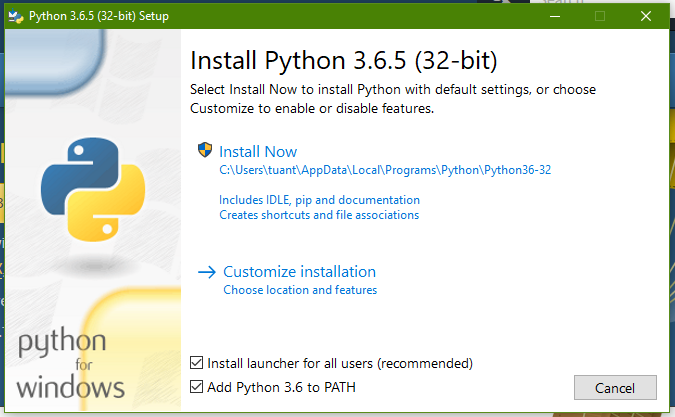 Python 3.6.5 (32-bit) Setup
Install Python 3.6.5 (32-bit)
Select Install Now to install Python with default settings, or choose
Customize to enable or disable features.
Install Now
C:\Users\tuant\AppData\Local\Programs\Python\Python36-32
Includes IDLE, pip and documentation
Creates shortcuts and file associations
Customize installation
Choose location and features
python
for
windows
Install launcher for all users (recommended)
Add Python 3.6 to PATH
Cancel